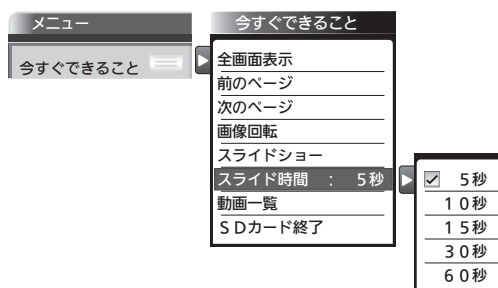 メニュー
今すぐできること
今すぐできること
全画面表示
前のページ
次のページ
画像回転
スライドショー
スライド時間 : 5秒
動画一覧
SDカード終了
5秒
10秒
15秒
30秒
60秒